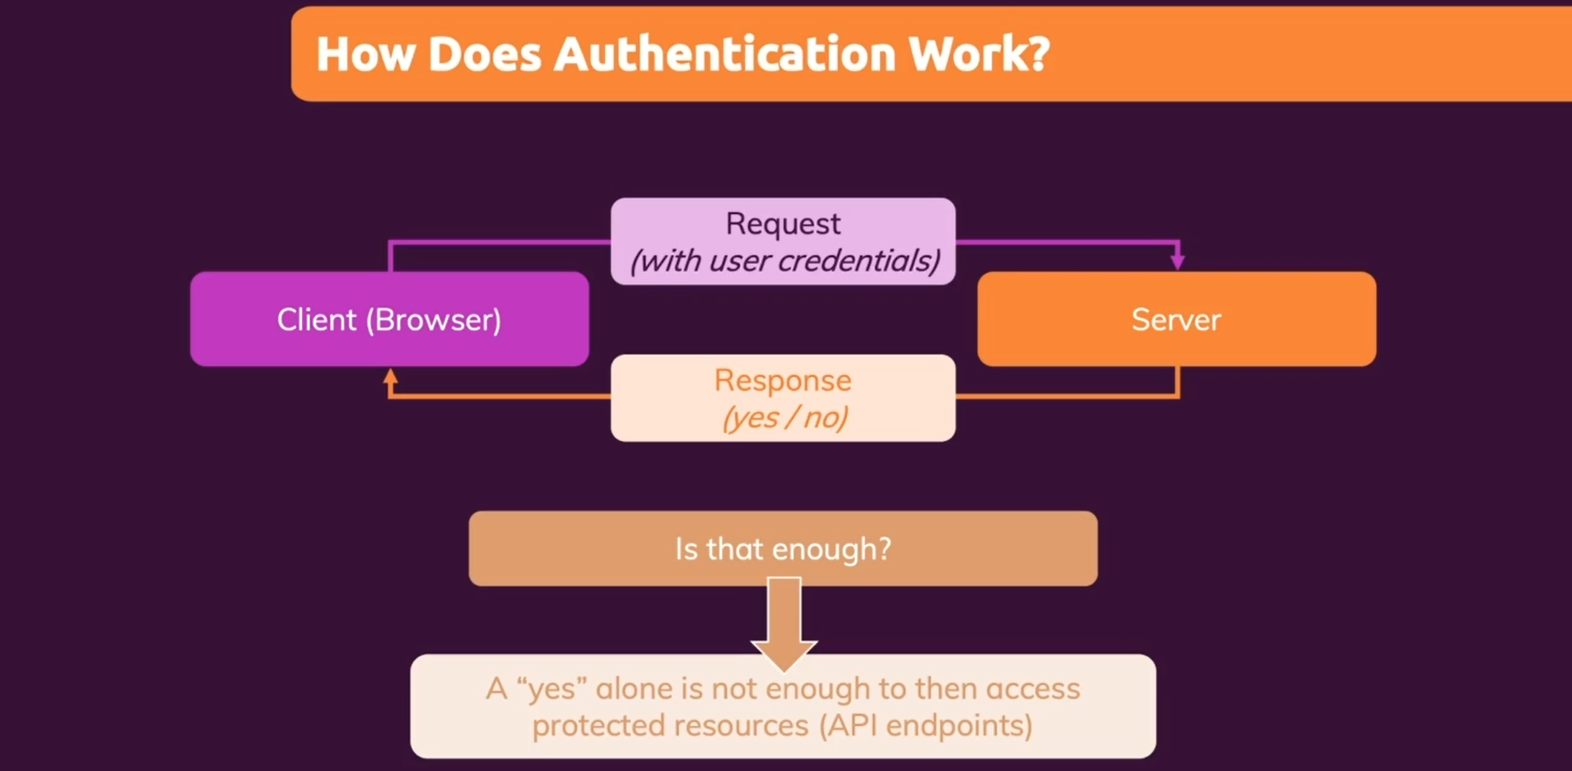 How Does Authentication Work?
Request
(with user credentials)
Client (Browser)
Server
Response
(yes / no)
Is that enough?
A “yes” alone is not enough to then access
protected resources (API endpoints)